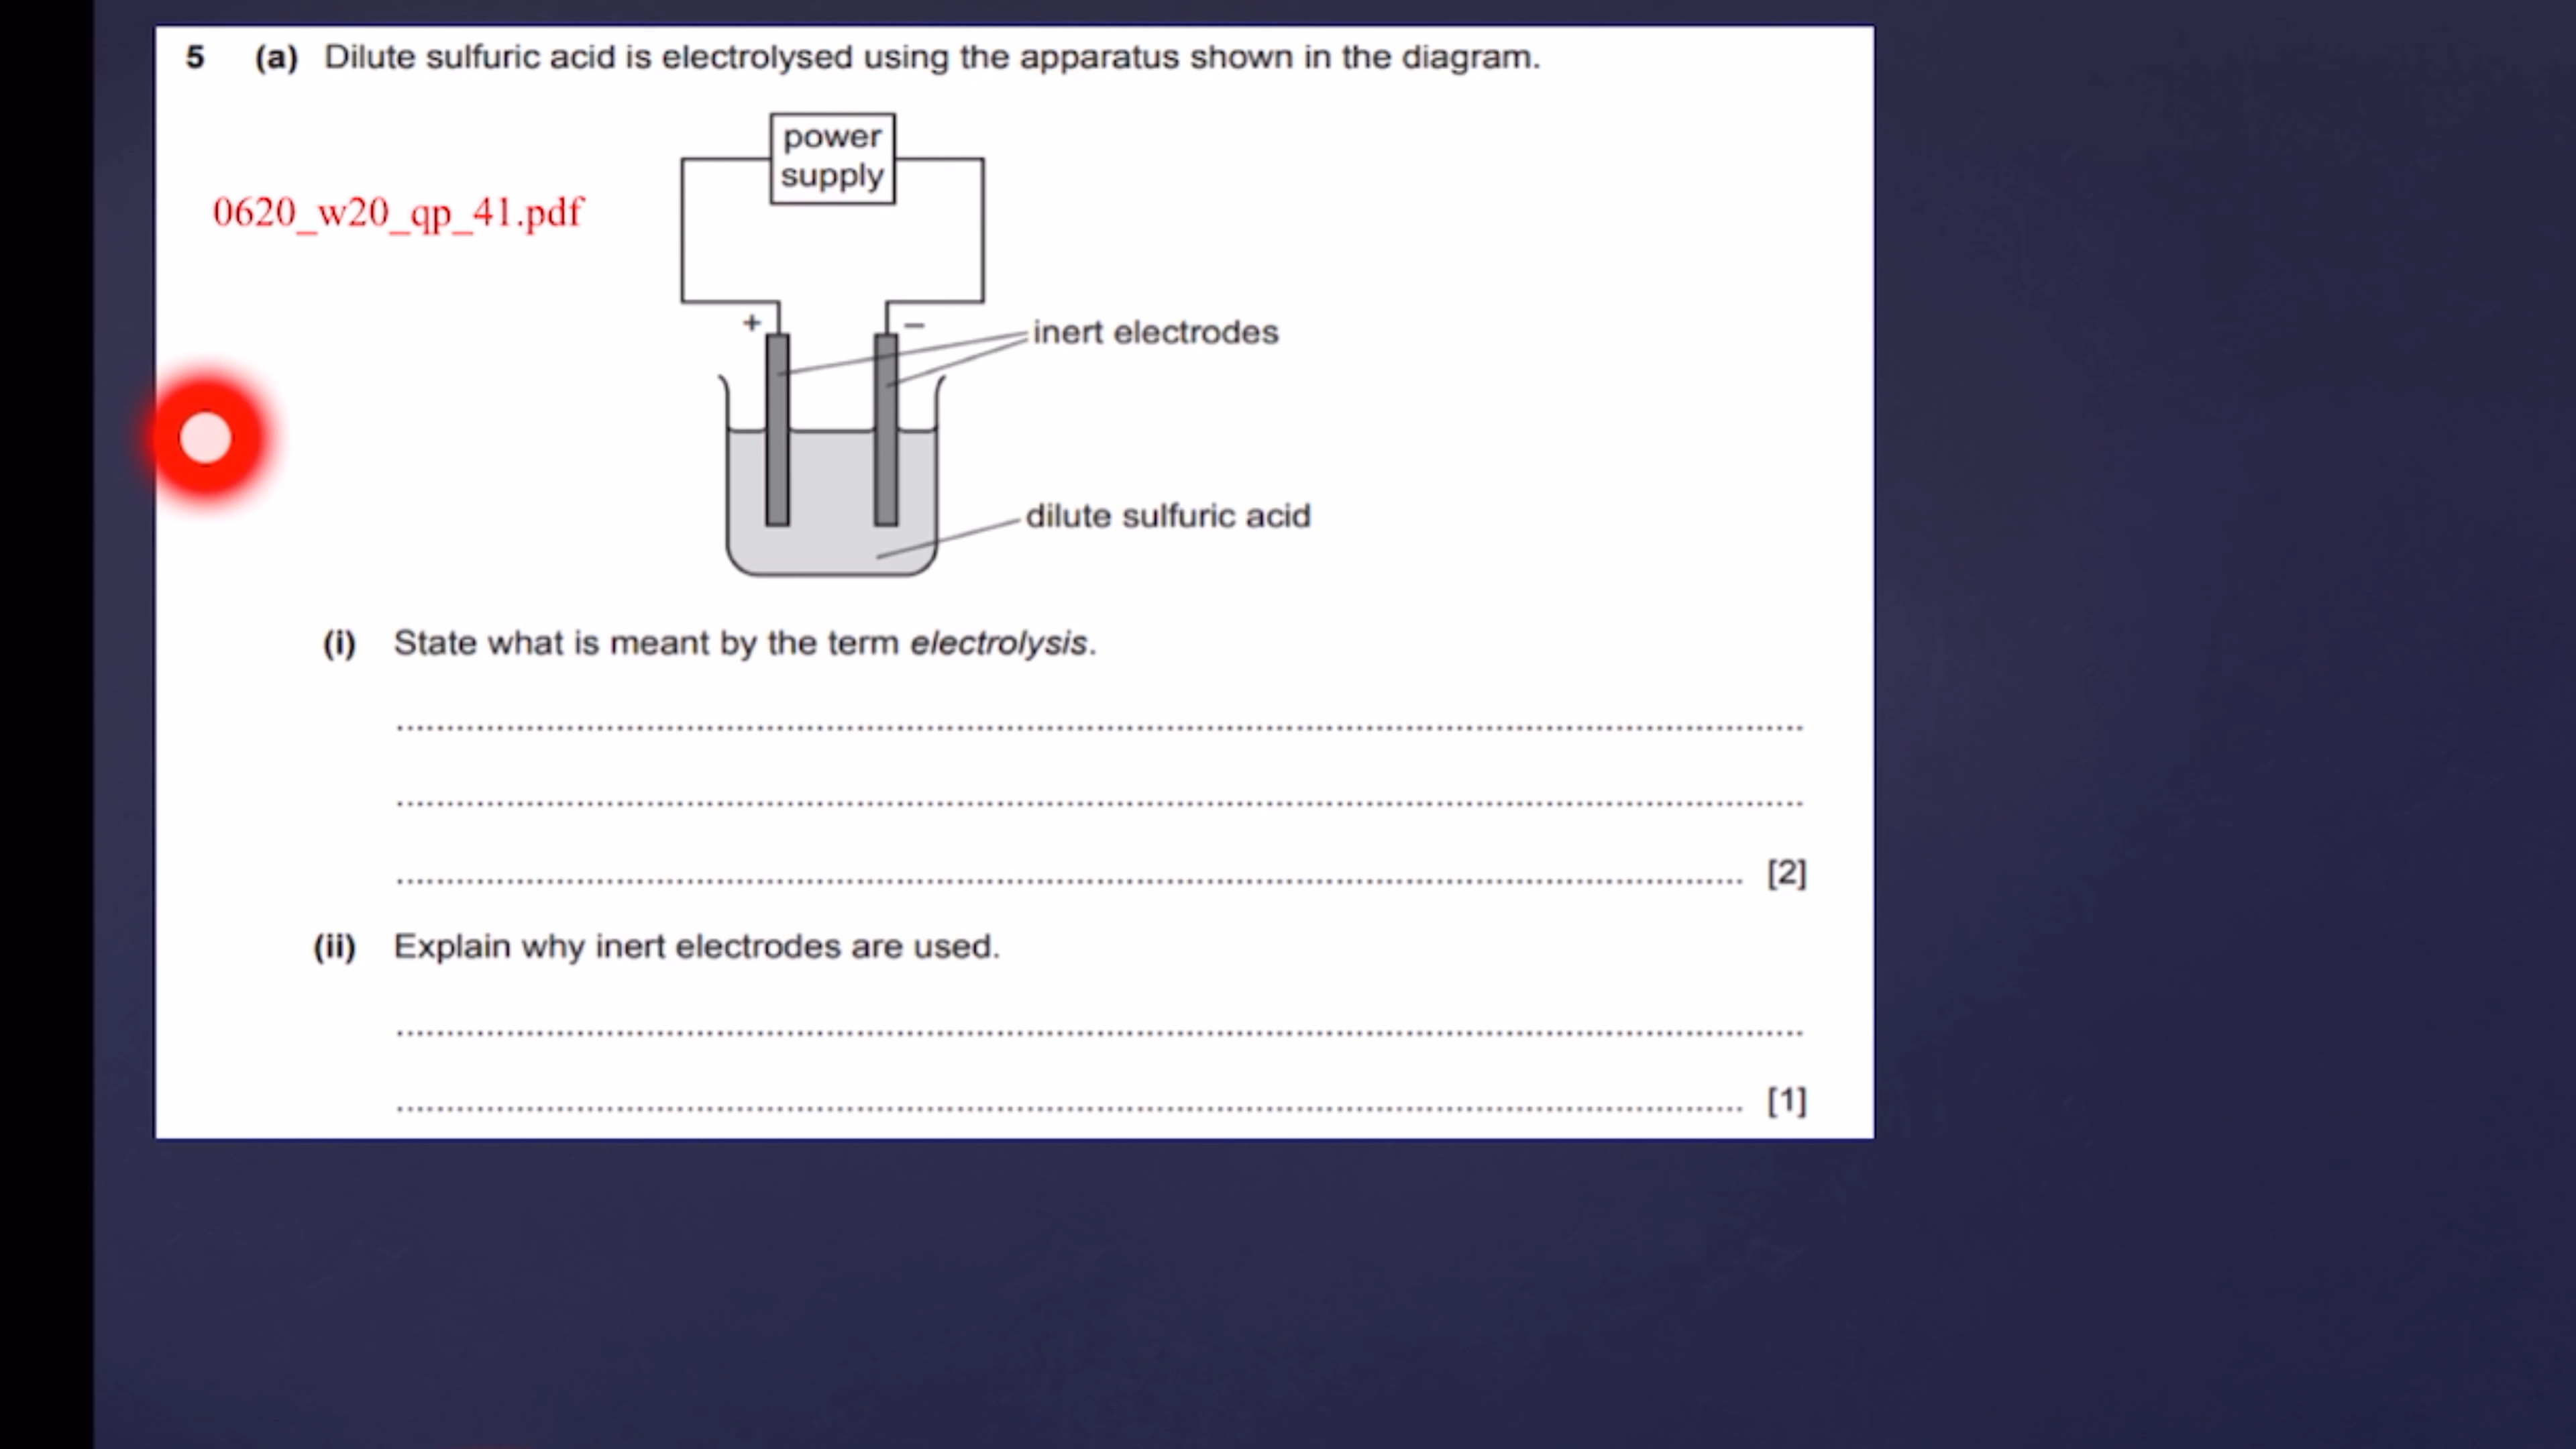 5 (a) Dilute sulfuric acid is electrolysed using the apparatus shown in the diagram.
power
supply
0620_w20_qp_41.pdf
+ –
inert electrodes
dilute sulfuric acid
(i) State what is meant by the term electrolysis.
[2]
(ii) Explain why inert electrodes are used.
[1]